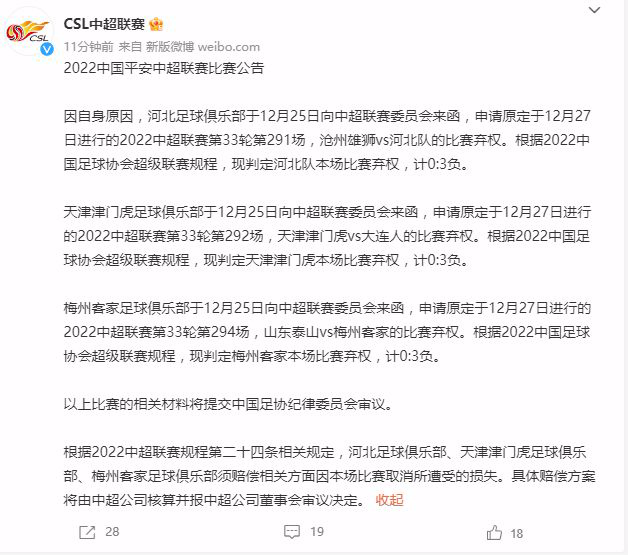 CSL
CSL中超联赛
11分钟前 来自 新版微博 weibo.com
2022中国平安中超联赛比赛公告
因自身原因，河北足球俱乐部于12月25日向中超联赛委员会来函，申请原定于12月27
日进行的2022中超联赛第33轮第291场，沧州雄狮vs河北队的比赛弃权。根据2022中
国足球协会超级联赛规程，现判定河北队本场比赛弃权，计0:3负。
天津津门虎足球俱乐部于12月25日向中超联赛委员会来函，申请原定于12月27日进行
的2022中超联赛第33轮第292场，天津津门虎vs大连人的比赛弃权。根据2022中国足
球协会超级联赛规程，现判定天津津门虎本场比赛弃权，计0:3负。
梅州客家足球俱乐部于12月25日向中超联赛委员会来函，申请原定于12月27日进行的
2022中超联赛第33轮第294场，山东泰山vs梅州客家的比赛弃权。根据2022中国足球
协会超级联赛规程，现判定梅州客家本场比赛弃权，计0:3负。
以上比赛的相关材料将提交中国足协纪律委员会审议。
根据2022中超联赛规程第二十四条相关规定，河北足球俱乐部、天津津门虎足球俱乐
部、梅州客家足球俱乐部须赔偿相关方面因本场比赛取消所遭受的损失。具体赔偿方案
将由中超公司核算并报中超公司董事会审议决定。 收起
28 19 18